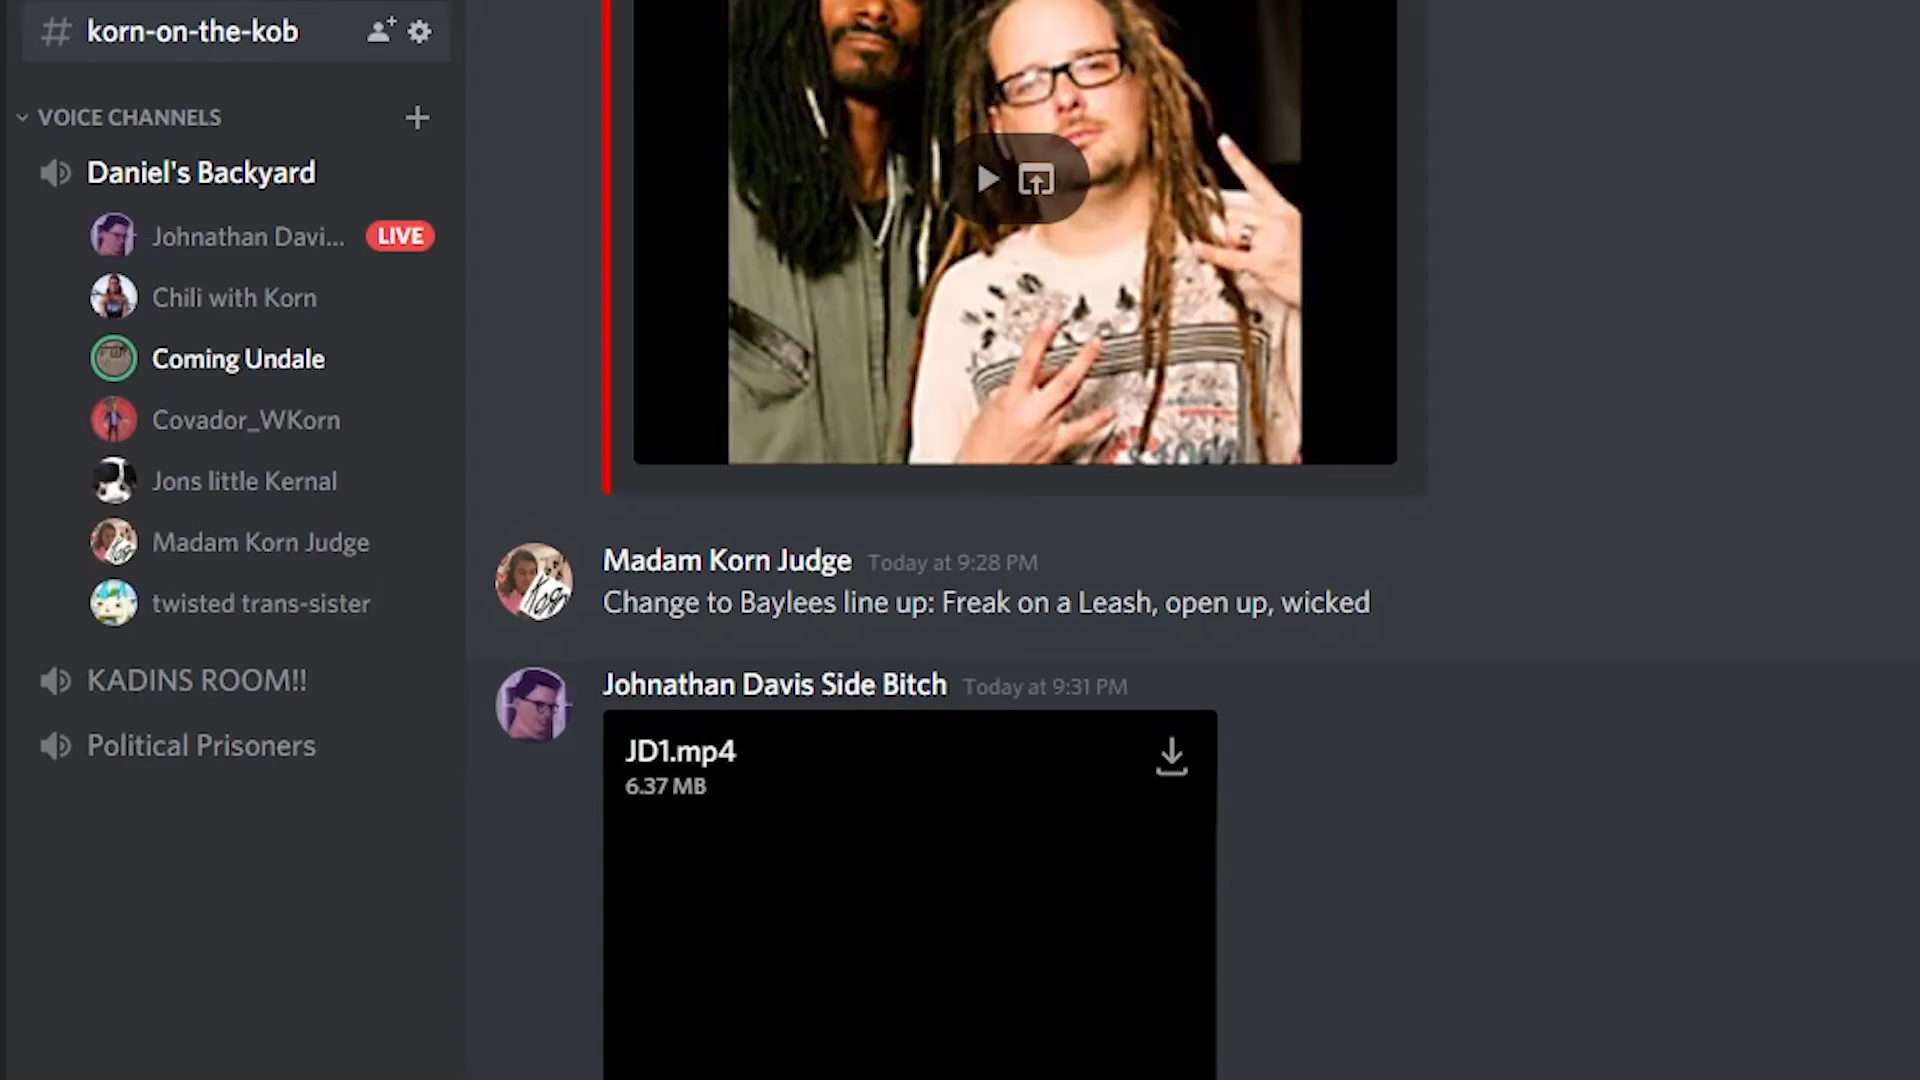 korn-on-the-kob
VOICE CHANNELS
Daniel's Backyard
Johnathan Davi... LIVE
Chili with Korn
Coming Undale
Covador_WKorn
Jons little Kernal
Madam Korn Judge
twisted trans-sister
KADINS ROOM!!
Political Prisoners
Madam Korn Judge Today at 9:28 PM
Change to Baylees line up: Freak on a Leash, open up, wicked
Johnathan Davis Side Bitch Today at 9:31 PM
JD1.mp4
6.37 MB